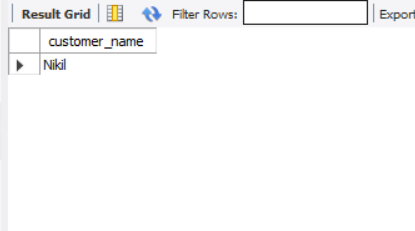 Result Grid Filter Rows: Export
customer_name
Nikil